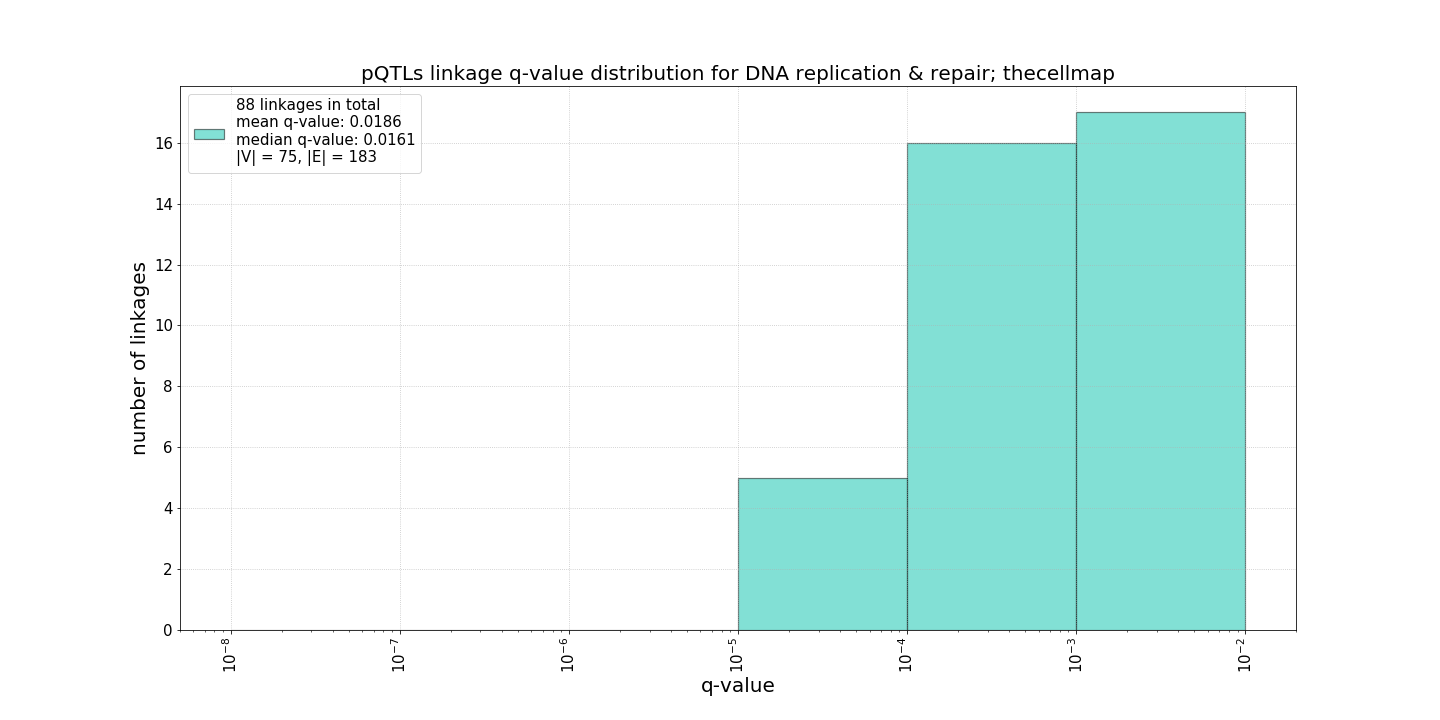 pQTLs linkage q-value distribution for DNA replication & repair; thecellmap
88 linkages in total
mean q-value: 0.0186
median q-value: 0.0161
|V| = 75, |E| = 183
number of linkages
16
14
12
10
8
6
4
2
0
10⁻⁸
10⁻⁷
10⁻⁶
10⁻⁵
10⁻⁴
10⁻³
10⁻²
q-value